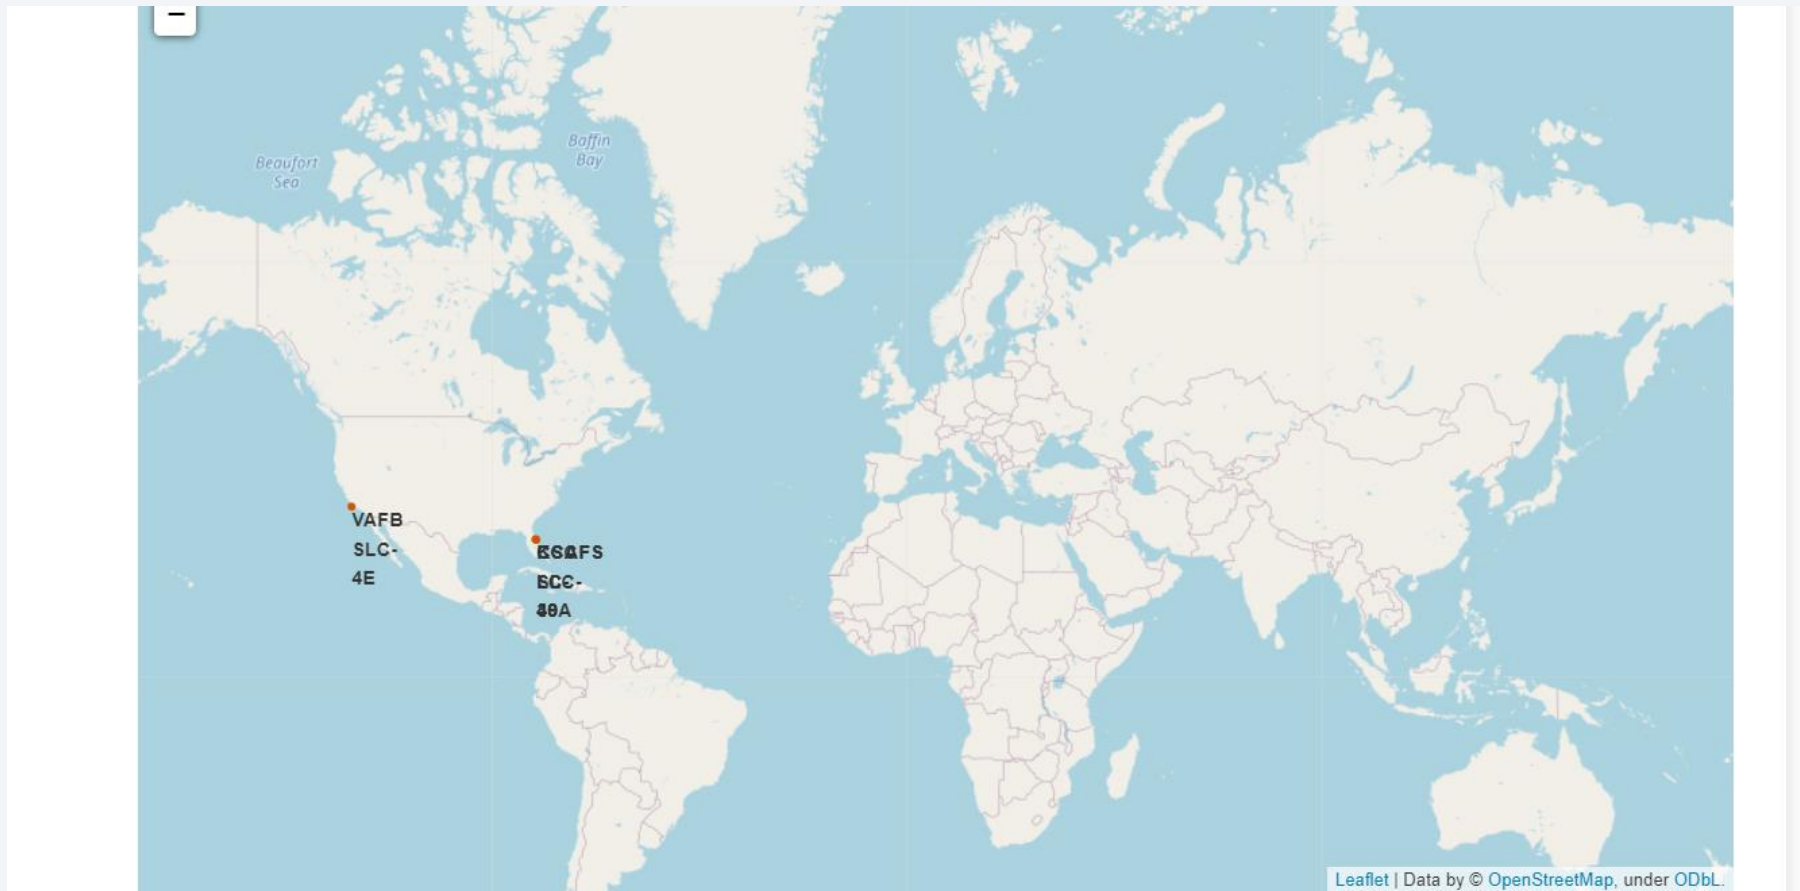 −
Baffin
Bay
Beaufort
Sea
VAFB
SLC-
4E
Leaflet | Data by © OpenStreetMap, under ODbL.